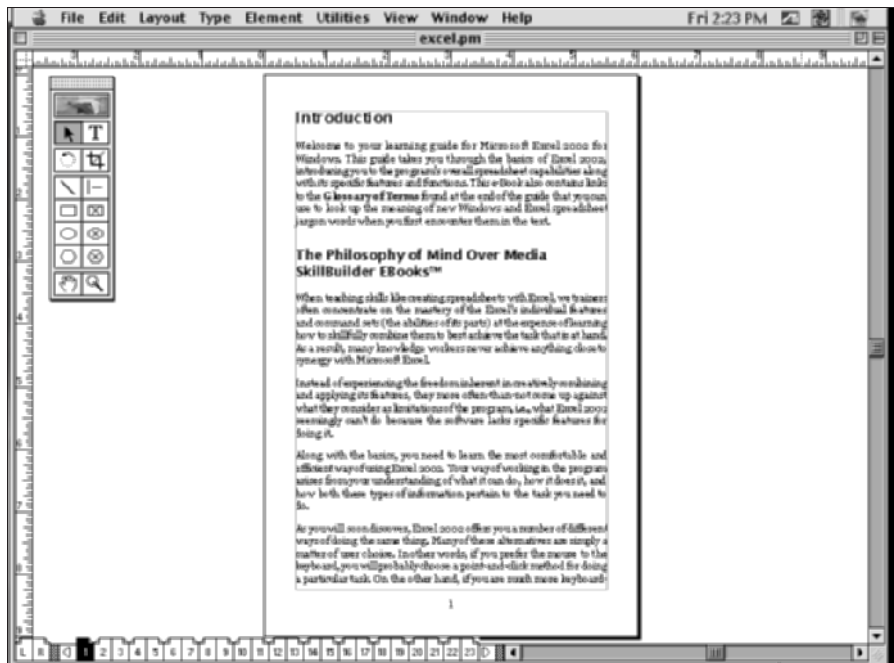 File Edit Layout Type Element Utilities View Window Help Fri 2:23 PM
excel.pm
T
Introduction
Welcome to your learning guide for Microsoft Excel 2002 for
Windows. This guide takes you through the basics of Excel 2002,
introducing you to the program's overall spreadsheet capabilities along
with its specific features and functions. This e-Book also contains links
to the Glossary of Terms found at the end of the guide that you can
use to look up the meaning of new Windows and Excel spreadsheet
jargon words when you first encounter them in the text.
The Philosophy of Mind Over Media
SkillBuilder EBooks™
When teaching skills like creating spreadsheets with Excel, we trainers
often concentrate on the mastery of the Excel's individual features
and command sets (the abilities of its parts) at the expense of learning
how to skillfully combine them to best achieve the task that is at hand.
As a result, many knowledge workers never achieve anything close to
synergy with Microsoft Excel.
Instead of experiencing the freedom inherent in creatively combining
and applying its features, they more often-than-not come up against
what they consider as limitations of the program, i.e., what Excel 2002
seemingly can't do because the software lacks specific features for
doing it.
Along with the basics, you need to learn the most comfortable and
efficient way of using Excel 2002. Your way of working in the program
arises from your understanding of what it can do, how it does it, and
how both these types of information pertain to the task you need to
do.
As you will soon discover, Excel 2002 offers you a number of different
ways of doing the same thing. Many of these alternatives are simply a
matter of user choice. In other words, if you prefer the mouse to the
keyboard, you will probably choose a point-and-click method for doing
a particular task. On the other hand, if you are much more keyboard-
1
L R 1 2 3 4 5 6 7 8 9 10 11 12 13 14 15 16 17 18 19 20 21 22 23